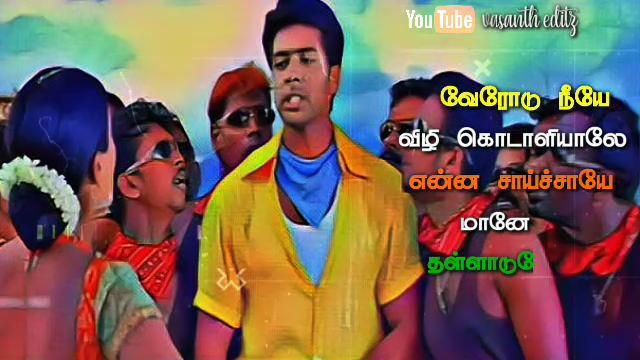 YouTube vasanth editz
வேரோடு நீயே
விழி கொடாளியாலே
என்ன சாய்ச்சாயே
மானே
தள்ளாடுதே